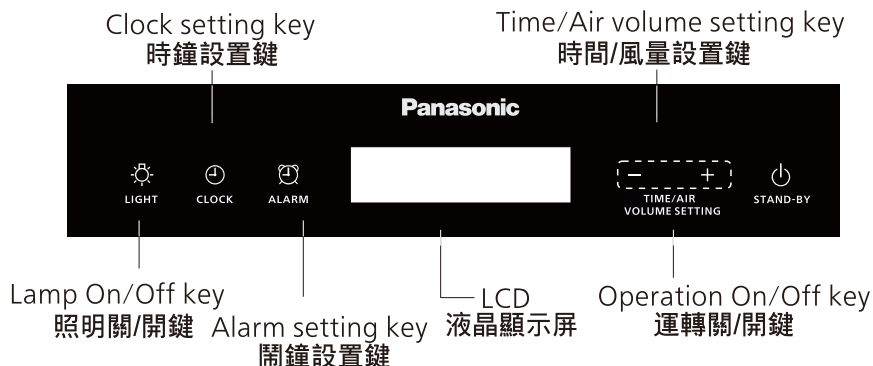 Clock setting key
時鐘設置鍵
Time/Air volume setting key
時間/風量設置鍵
Panasonic
LIGHT
CLOCK
ALARM
− +
TIME/AIR
VOLUME SETTING
STAND-BY
Lamp On/Off key
照明關/開鍵
Alarm setting key
鬧鐘設置鍵
LCD
液晶顯示屏
Operation On/Off key
運轉關/開鍵